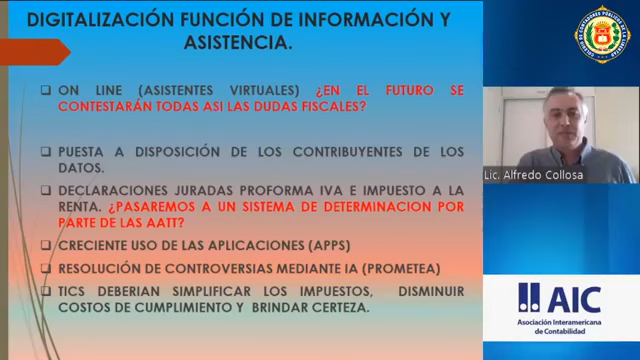 DIGITALIZACIÓN FUNCIÓN DE INFORMACIÓN Y
ASISTENCIA.
ON LINE (ASISTENTES VIRTUALES) ¿EN EL FUTURO SE
CONTESTARÁN TODAS ASI LAS DUDAS FISCALES?
PUESTA A DISPOSICIÓN DE LOS CONTRIBUYENTES DE LOS
DATOS.
DECLARACIONES JURADAS PROFORMA IVA E IMPUESTO A LA
RENTA. ¿PASAREMOS A UN SISTEMA DE DETERMINACION POR
PARTE DE LAS AATT?
CRECIENTE USO DE LAS APLICACIONES (APPS)
RESOLUCIÓN DE CONTROVERSIAS MEDIANTE IA (PROMETEA)
TICS DEBERIAN SIMPLIFICAR LOS IMPUESTOS, DISMINUIR
COSTOS DE CUMPLIMIENTO Y BRINDAR CERTEZA.
Lic. Alfredo Collosa
AIC
Asociación Interamericana
de Contabilidad